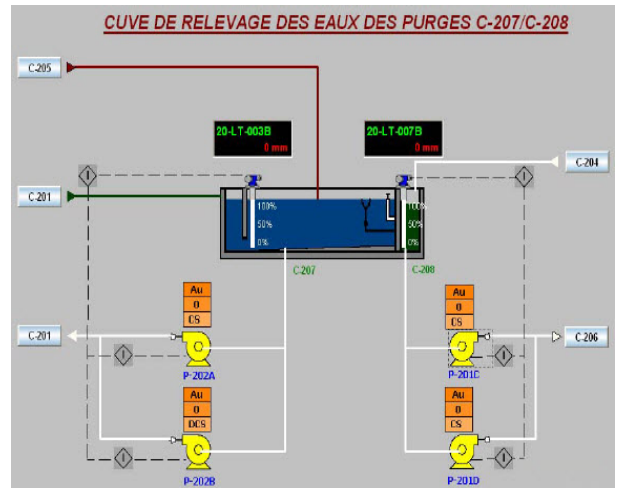 CUVE DE RELEVAGE DES EAUX DES PURGES C-207/C-208
C-205
20-LT-003B
0 mm
20-LT-007B
0 mm
C-204
I
I
C-201
100%
50%
0%
100%
50%
0%
C-207
C-208
Au
0
CS
Au
0
CS
C-201
C-206
I
I
P-202A
P-201C
Au
0
DCS
Au
0
CS
I
I
P-202B
P-201D